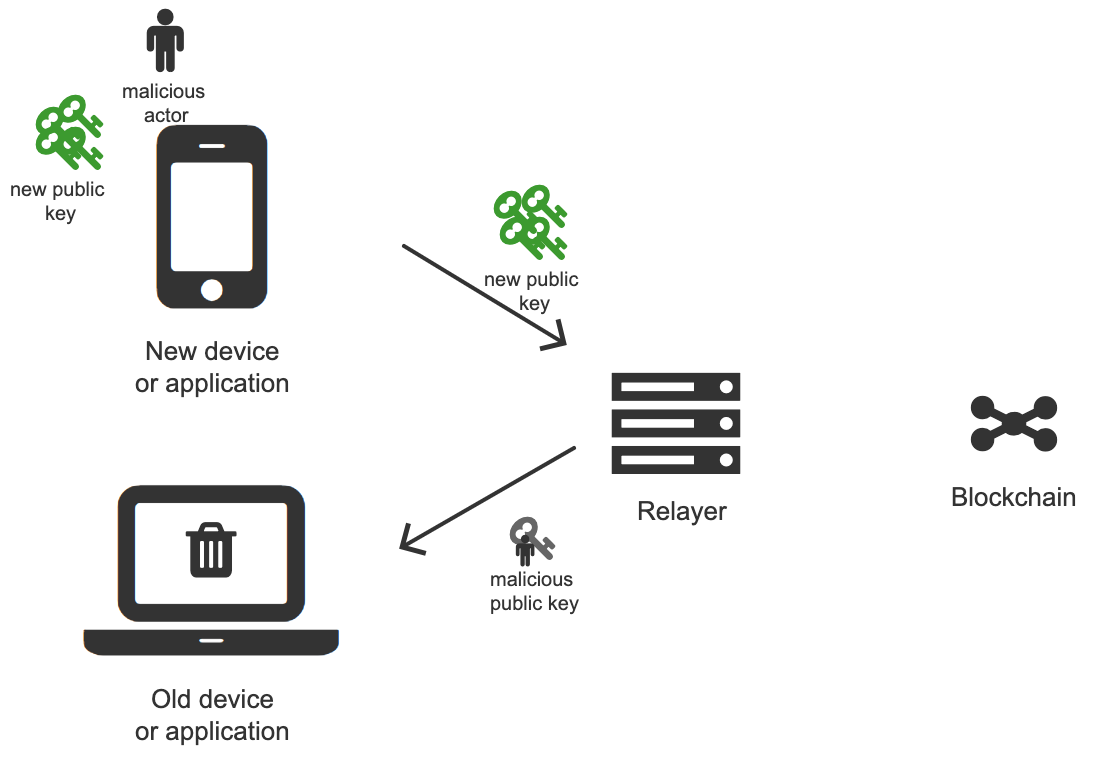 malicious
actor
new public
key
new public
key
New device
or application
Relayer
Blockchain
malicious
public key
Old device
or application